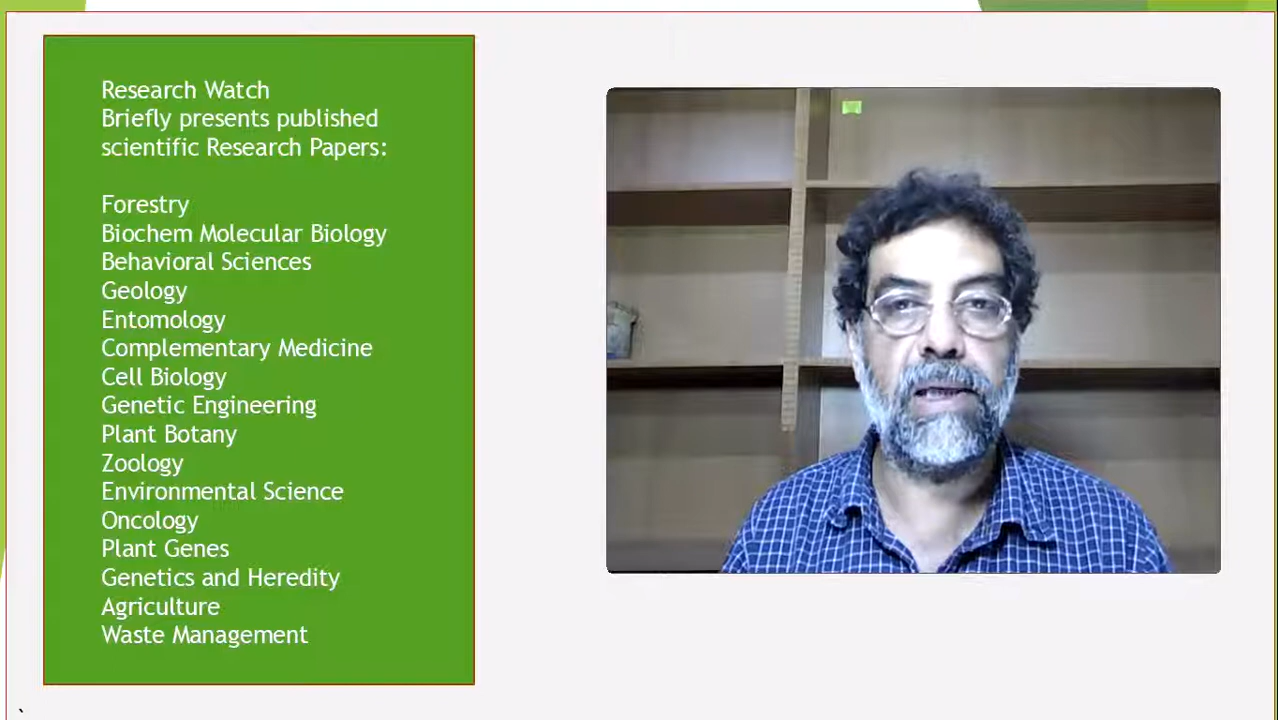 Research Watch
Briefly presents published
scientific Research Papers:
Forestry
Biochem Molecular Biology
Behavioral Sciences
Geology
Entomology
Complementary Medicine
Cell Biology
Genetic Engineering
Plant Botany
Zoology
Environmental Science
Oncology
Plant Genes
Genetics and Heredity
Agriculture
Waste Management
`